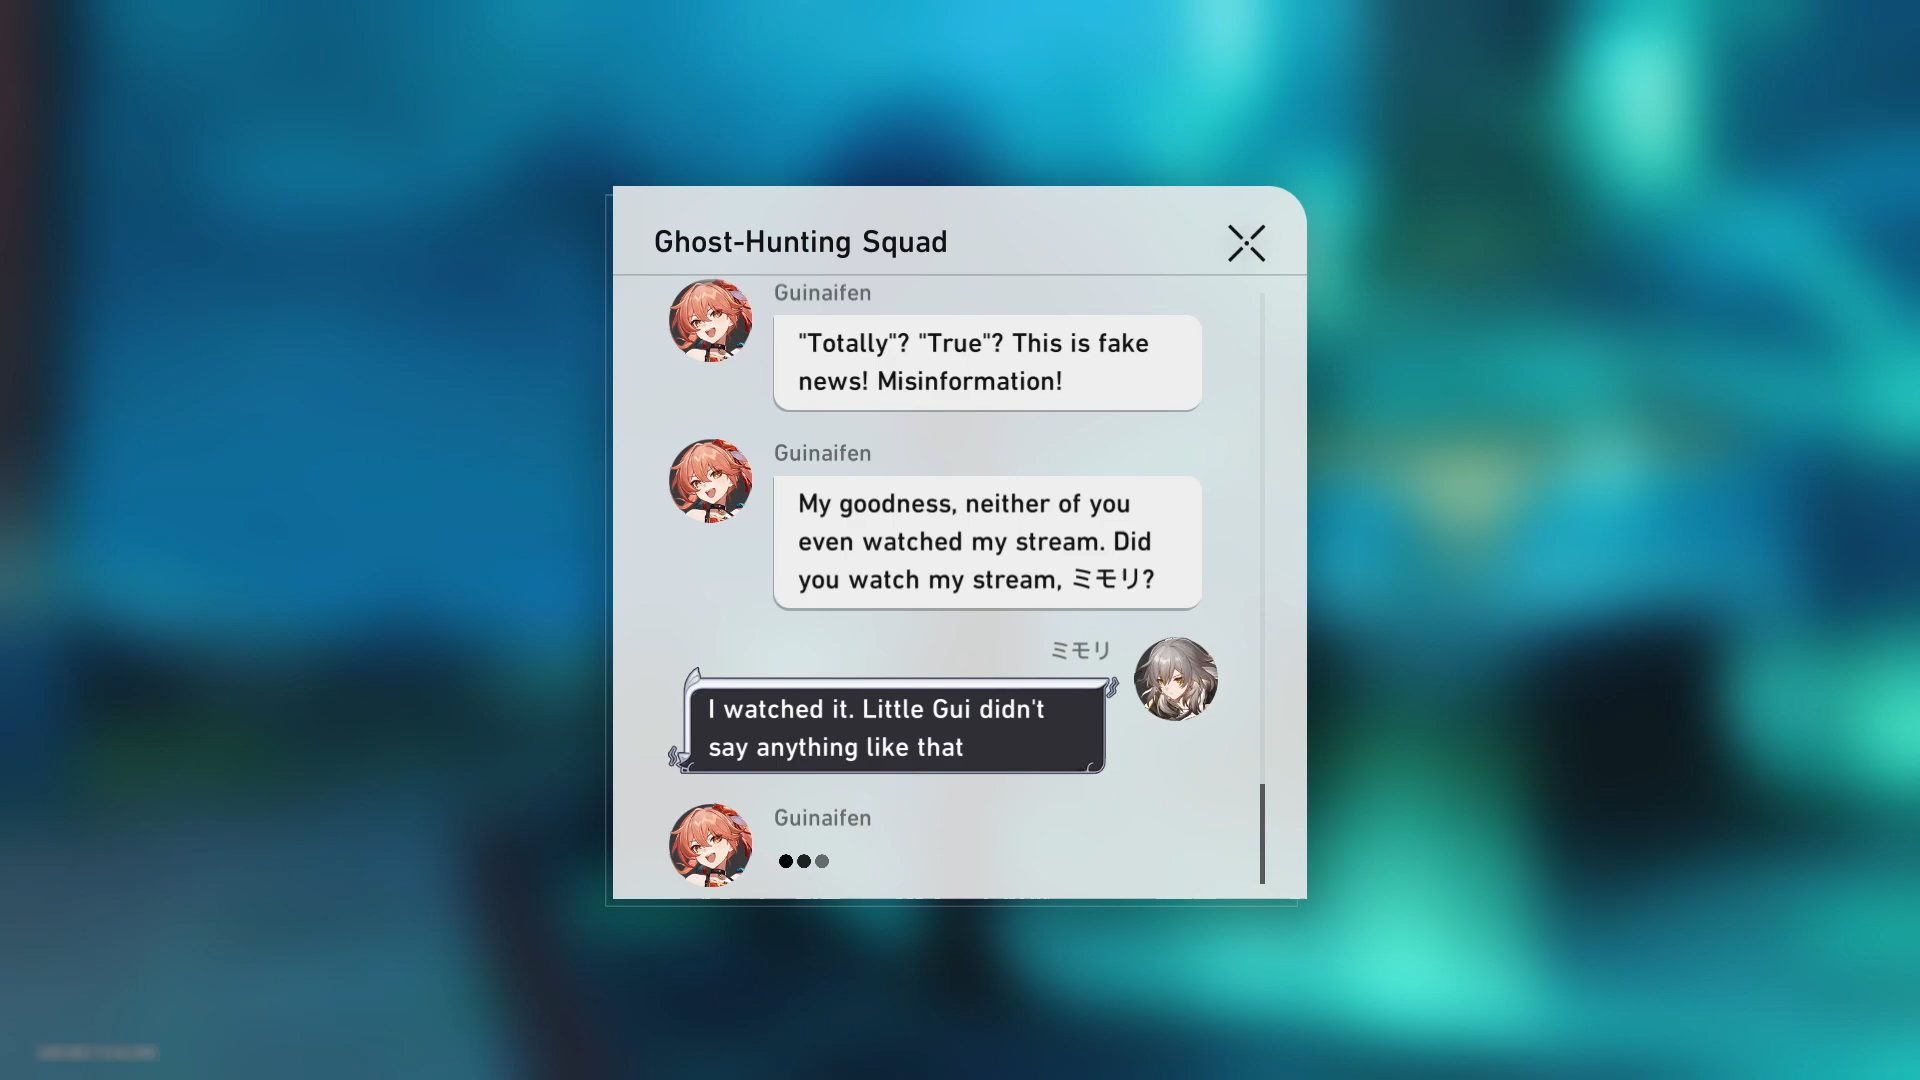 Ghost-Hunting Squad
Guinaifen
"Totally"? "True"? This is fake
news! Misinformation!
Guinaifen
My goodness, neither of you
even watched my stream. Did
you watch my stream, ミモリ?
ミモリ
I watched it. Little Gui didn't
say anything like that
Guinaifen